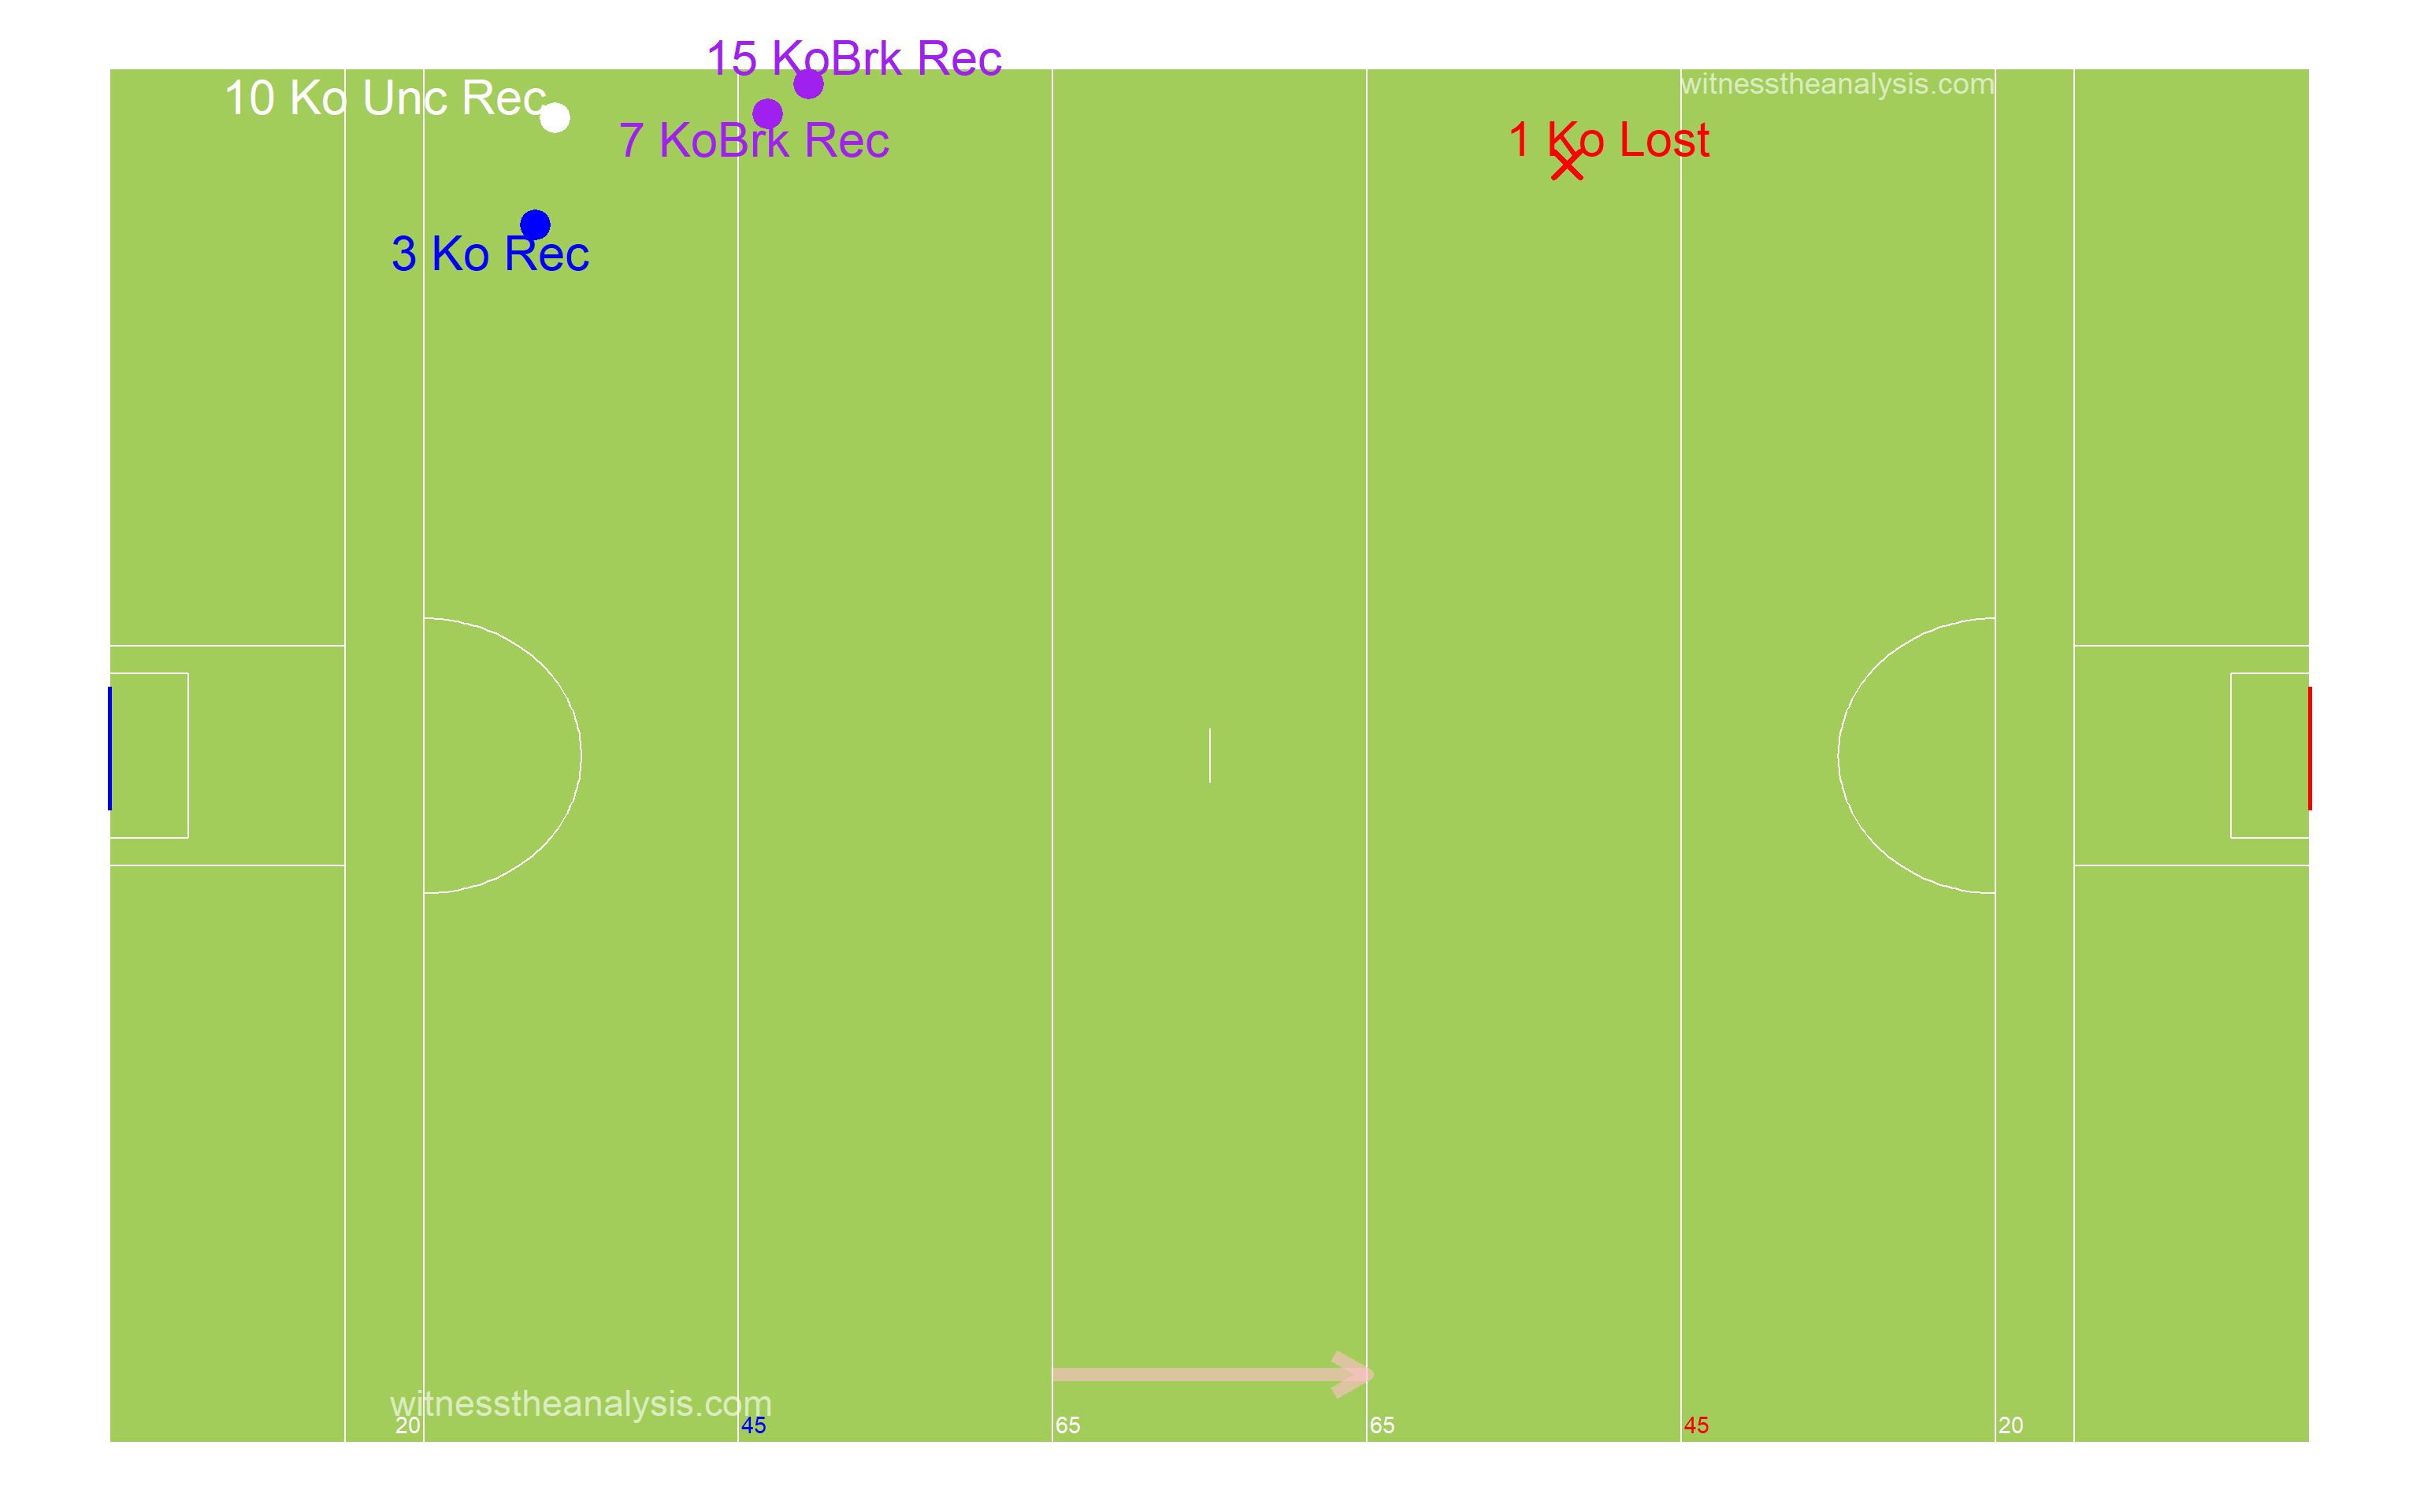 15 KoBrk Rec
witnesstheanalysis.com
10 Ko Unc Rec
7 KoBrk Rec
1 Ko Lost
3 Ko Rec
witnesstheanalysis.com
20
45
65
65
45
20